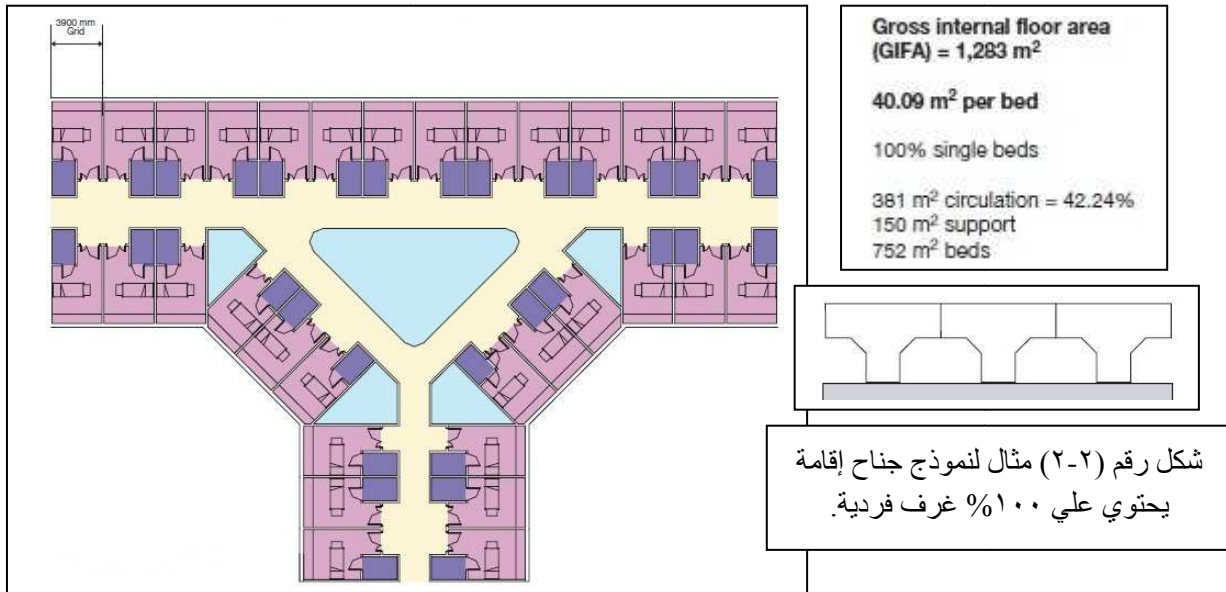 3900 mm
Grid
Gross internal floor area
(GIFA) = 1,283 m²
40.09 m² per bed
100% single beds
381 m² circulation = 42.24%
150 m² support
752 m² beds
شكل رقم (٢-٢) مثال لنموذج جناح إقامة
يحتوي علي ١٠٠% غرف فردية.